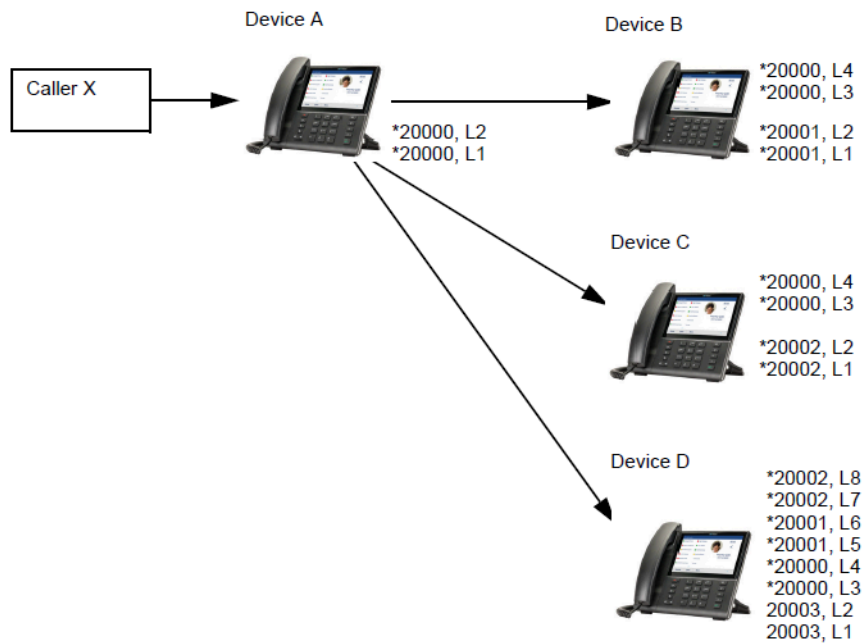 Device A
Device B
Caller X
*20000, L2
*20000, L1
*20000, L4
*20000, L3
*20001, L2
*20001, L1
Device C
*20000, L4
*20000, L3
*20002, L2
*20002, L1
Device D
*20002, L8
*20002, L7
*20001, L6
*20001, L5
*20000, L4
*20000, L3
20003, L2
20003, L1